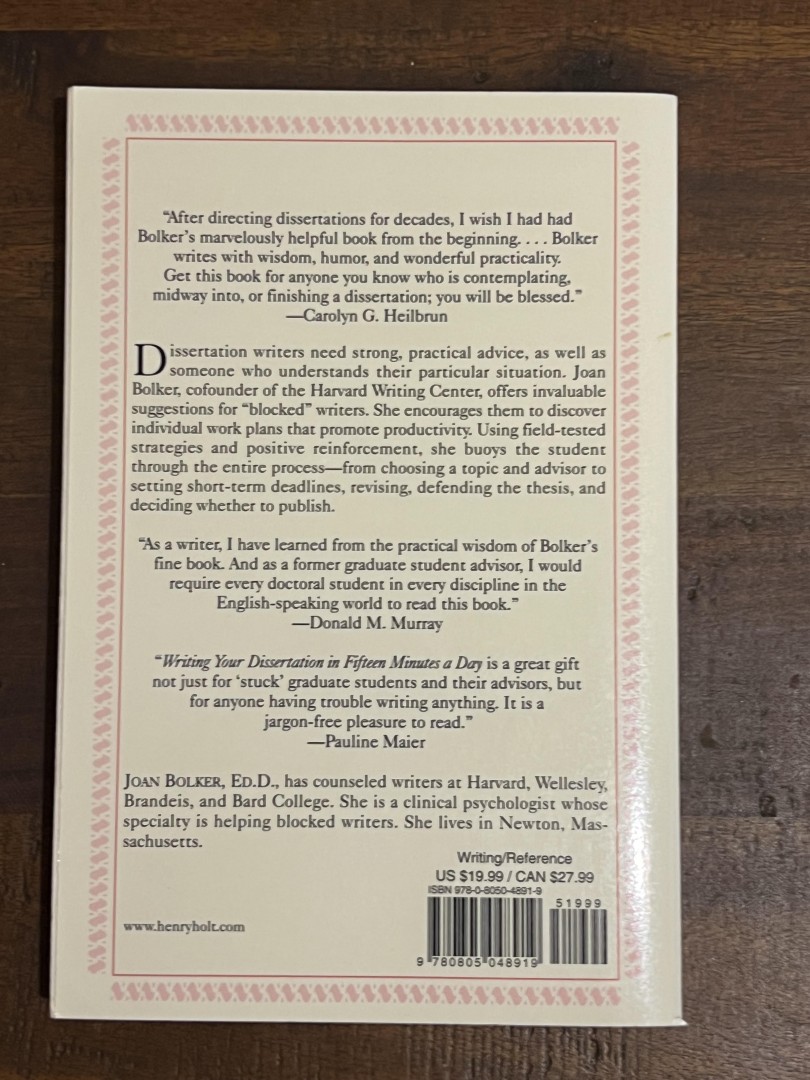 “After directing dissertations for decades, I wish I had had
Bolker’s marvelously helpful book from the beginning. . . . Bolker
writes with wisdom, humor, and wonderful practicality.
Get this book for anyone you know who is contemplating,
midway into, or finishing a dissertation; you will be blessed.”
—Carolyn G. Heilbrun
Dissertation writers need strong, practical advice, as well as
someone who understands their particular situation. Joan
Bolker, cofounder of the Harvard Writing Center, offers invaluable
suggestions for “blocked” writers. She encourages them to discover
individual work plans that promote productivity. Using field-tested
strategies and positive reinforcement, she buoys the student
through the entire process—from choosing a topic and advisor to
setting short-term deadlines, revising, defending the thesis, and
deciding whether to publish.
“As a writer, I have learned from the practical wisdom of Bolker’s
fine book. And as a former graduate student advisor, I would
require every doctoral student in every discipline in the
English-speaking world to read this book.”
—Donald M. Murray
“Writing Your Dissertation in Fifteen Minutes a Day is a great gift
not just for ‘stuck’ graduate students and their advisors, but
for anyone having trouble writing anything. It is a
jargon-free pleasure to read.”
—Pauline Maier
JOAN BOLKER, ED.D., has counseled writers at Harvard, Wellesley,
Brandeis, and Bard College. She is a clinical psychologist whose
specialty is helping blocked writers. She lives in Newton, Mas-
sachusetts.
Writing/Reference
US $19.99 / CAN $27.99
ISBN 978-0-8050-4891-9
51999
9 780805 048919
www.henryholt.com